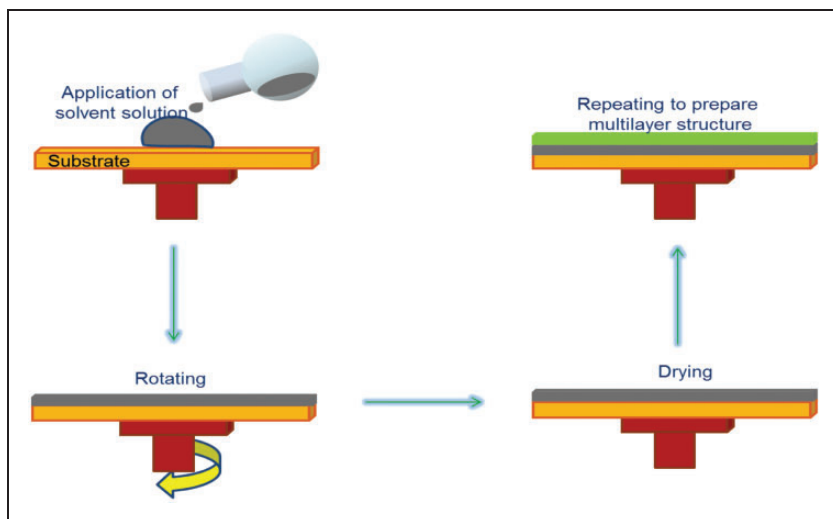 Application of
solvent solution
Substrate
Rotating
Drying
Repeating to prepare
multilayer structure